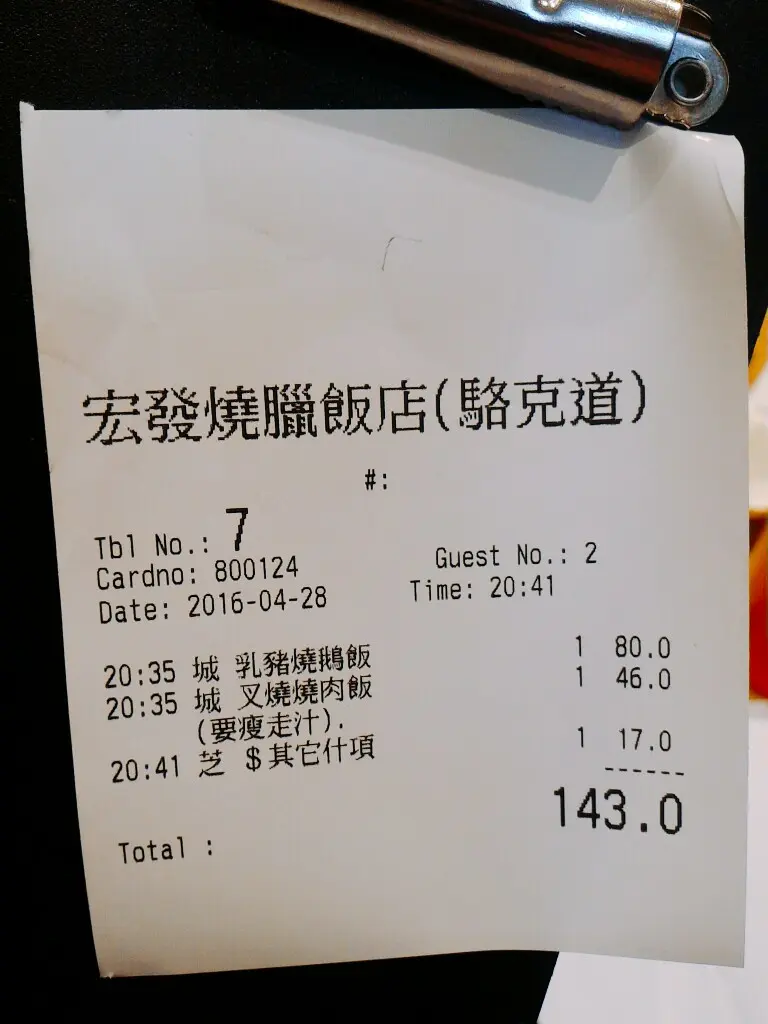 宏發燒臘飯店(駱克道)
#:
Tbl No.: 7
Cardno: 800124 Guest No.: 2
Date: 2016-04-28 Time: 20:41
20:35 城 乳豬燒鵝飯 1 80.0
20:35 城 叉燒燒肉飯 1 46.0
(要瘦走汁).
20:41 芝 $其它什項 1 17.0
------
143.0
Total :